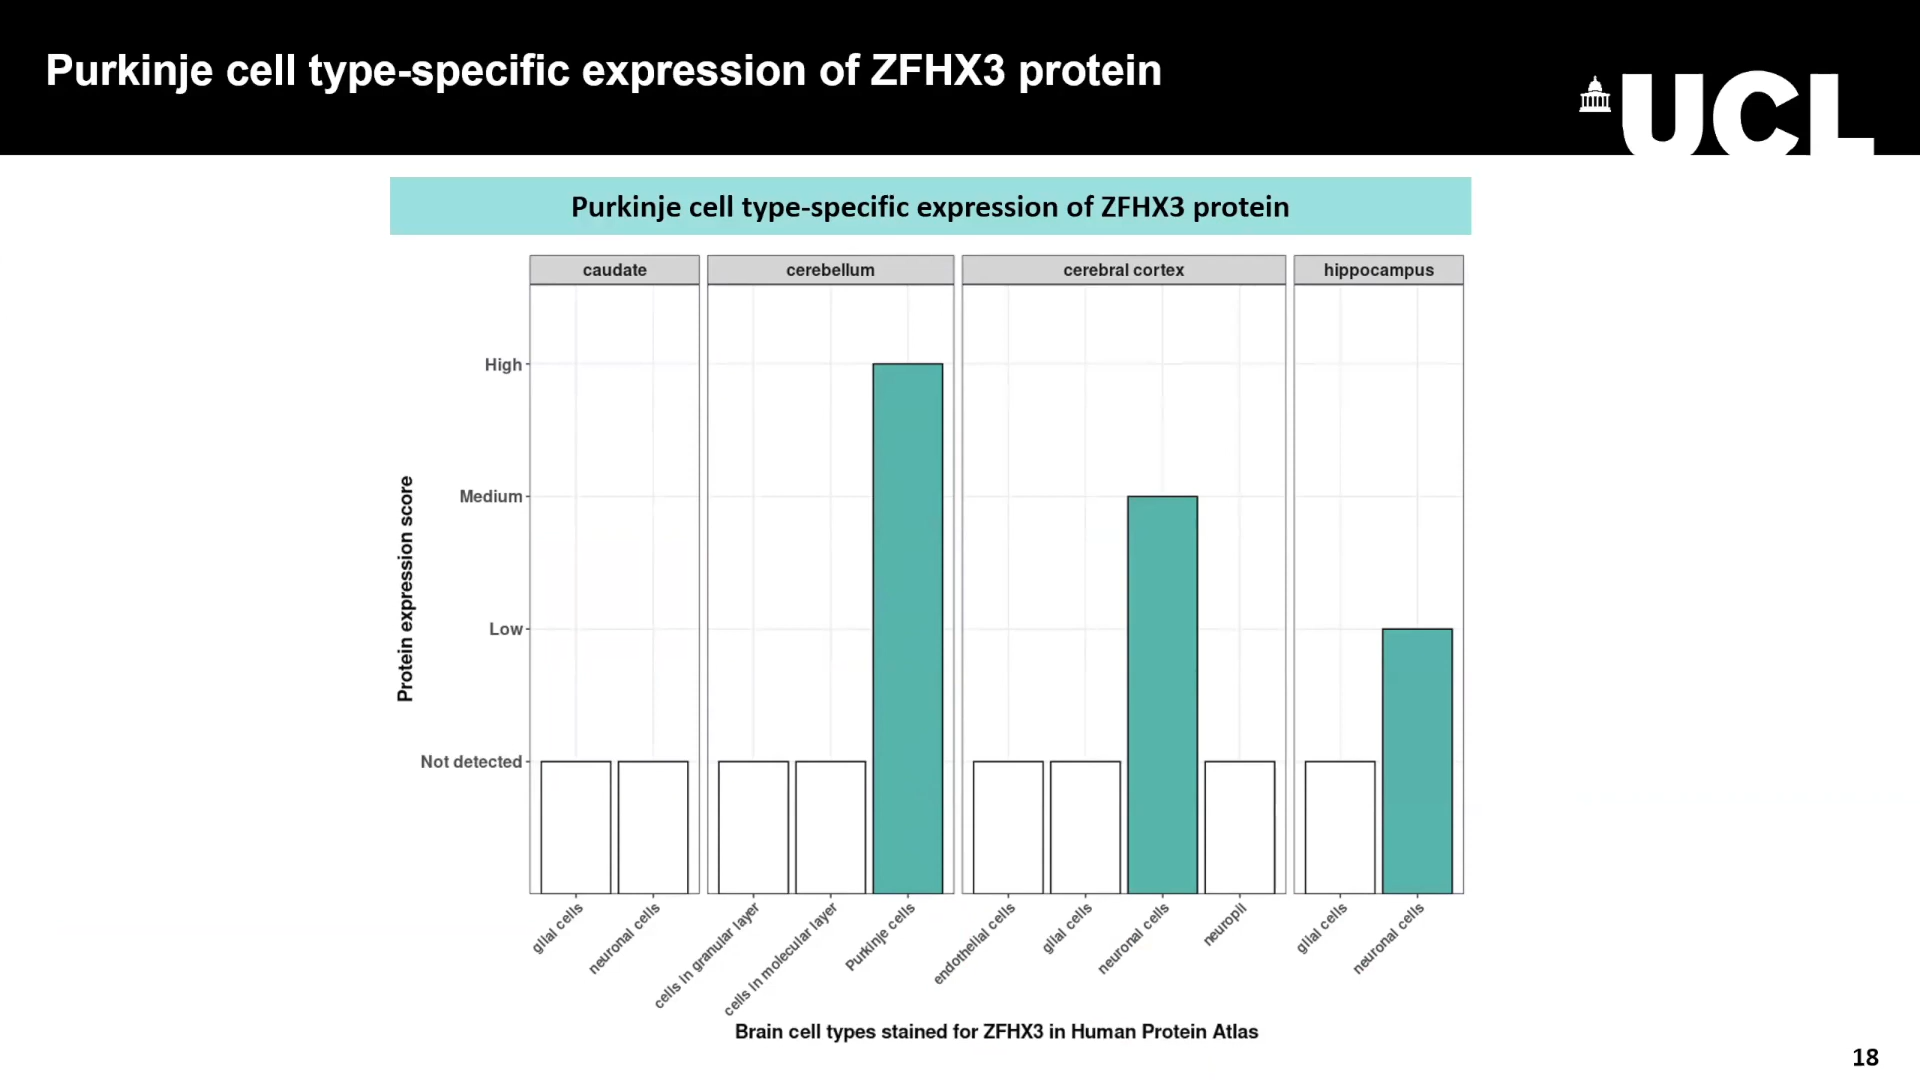 Purkinje cell type-specific expression of ZFHX3 protein
UCL
Purkinje cell type-specific expression of ZFHX3 protein
caudate
cerebellum
cerebral cortex
hippocampus
High
Medium
Low
Not detected
Protein expression score
glial cells
neuronal cells
cells in granular layer
cells in molecular layer
Purkinje cells
endothelial cells
glial cells
neuronal cells
neuropil
glial cells
neuronal cells
Brain cell types stained for ZFHX3 in Human Protein Atlas
18